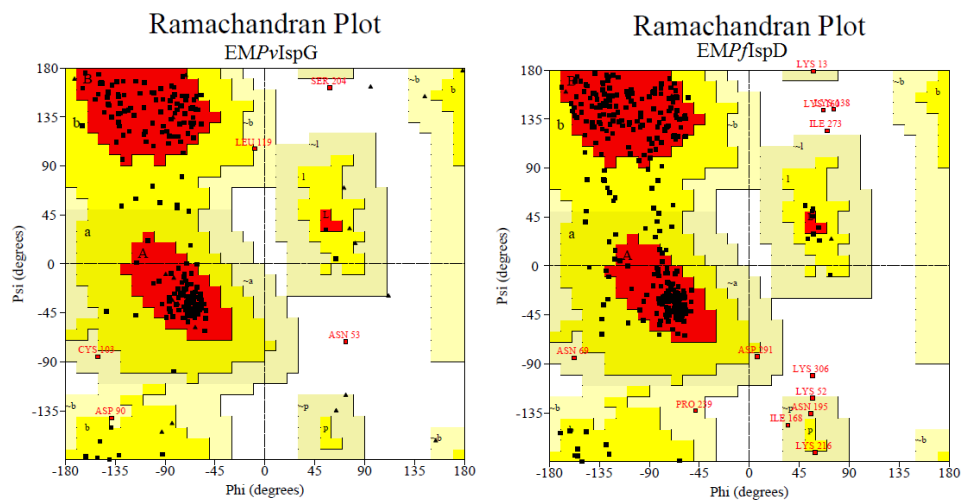 Ramachandran Plot
EMPvIspG
Psi (degrees)
180
135
90
45
0
-45
-90
-135
-180
-135
-90
-45
0
45
90
135
180
Phi (degrees)
B
b
a
A
L
l
~l
~b
~b
~b
b
~a
~b
b
~p
p
~b
SER 204
LEU 119
ASN 53
CYS 103
ASP 90
Ramachandran Plot
EMPfIspD
Psi (degrees)
180
135
90
45
0
-45
-90
-135
-180
-135
-90
-45
0
45
90
135
180
Phi (degrees)
B
b
a
A
l
~l
~b
~b
~b
b
~a
~b
b
~p
p
~b
LYS 13
ILE 273
ASN 69
ASP 291
LYS 306
LYS 52
PRO 239
ASN 195
ILE 168
LYS 216